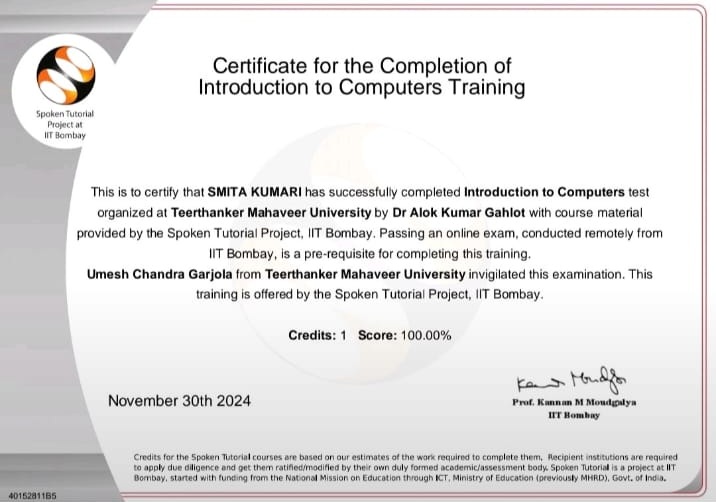 Spoken Tutorial
Project at
IIT Bombay
Certificate for the Completion of
Introduction to Computers Training
This is to certify that SMITA KUMARI has successfully completed Introduction to Computers test
organized at Teerthanker Mahaveer University by Dr Alok Kumar Gahlot with course material
provided by the Spoken Tutorial Project, IIT Bombay. Passing an online exam, conducted remotely from
IIT Bombay, is a pre-requisite for completing this training.
Umesh Chandra Garjola from Teerthanker Mahaveer University invigilated this examination. This
training is offered by the Spoken Tutorial Project, IIT Bombay.
Credits: 1 Score: 100.00%
November 30th 2024
Kannan Moudgalya
Prof. Kannan M Moudgalya
IIT Bombay
Credits for the Spoken Tutorial courses are based on our estimates of the work required to complete them. Recipient institutions are required
to apply due diligence and get them ratified/modified by their own duly formed academic/assessment body. Spoken Tutorial is a project at IIT
Bombay, started with funding from the National Mission on Education through ICT, Ministry of Education (previously MHRD), Govt. of India.
40152811B5